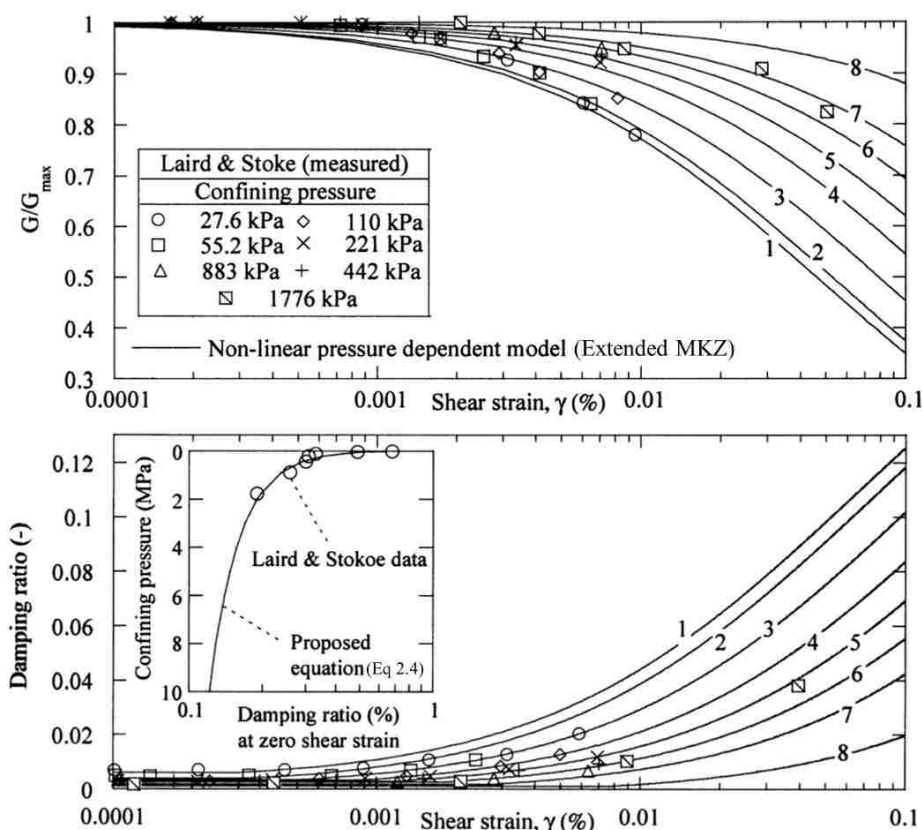 1
0.9
0.8
0.7
0.6
0.5
0.4
0.3
G/Gmax
Laird & Stoke (measured)
Confining pressure
27.6 kPa
110 kPa
55.2 kPa
221 kPa
883 kPa
442 kPa
1776 kPa
Non-linear pressure dependent model (Extended MKZ)
8
7
6
5
4
3
2
1
0.0001
0.001
Shear strain, γ (%)
0.01
0.1
0.12
0.1
0.08
0.06
0.04
0.02
0
Damping ratio (-)
0
2
4
6
8
10
Confining pressure (MPa)
Laird & Stokoe data
Proposed
equation (Eq 2.4)
0.1
1
Damping ratio (%)
at zero shear strain
1
2
3
4
5
6
7
8
0.0001
0.001
Shear strain, γ (%)
0.01
0.1